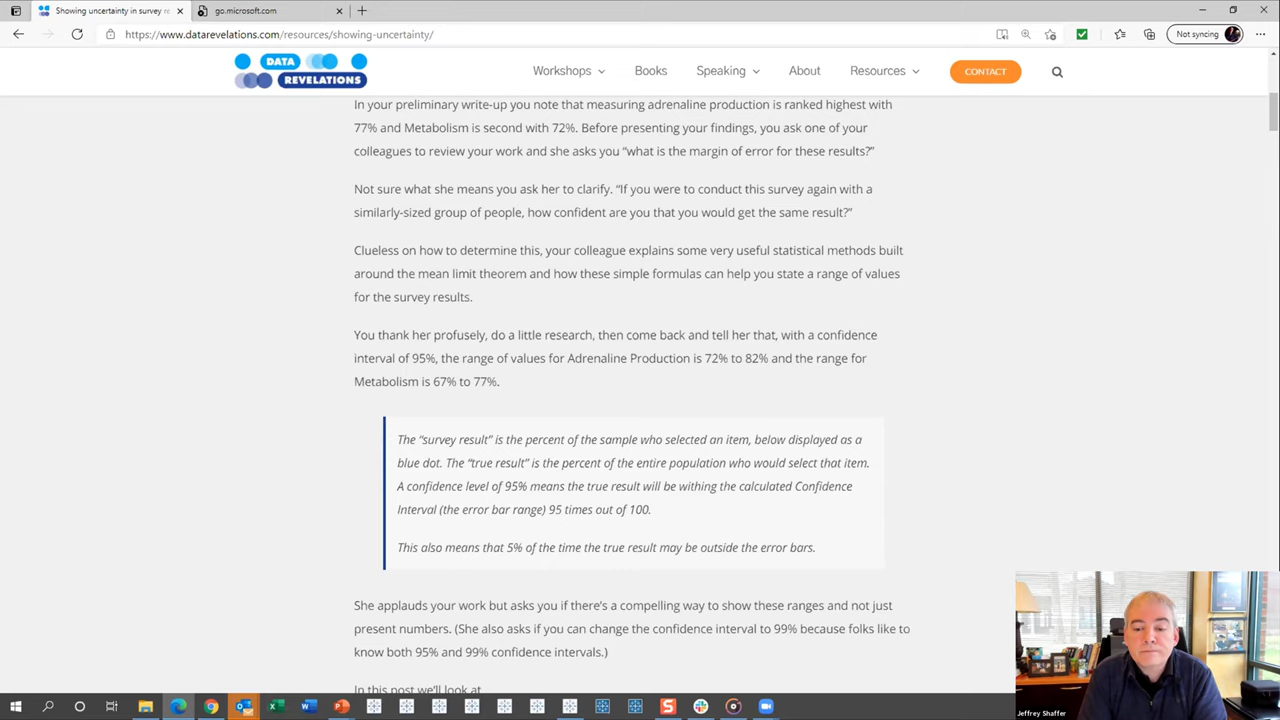 Showing uncertainty in survey re
go.microsoft.com
https://www.datarevelations.com/resources/showing-uncertainty/
Not syncing
DATA
REVELATIONS
Workshops
Books
Speaking
About
Resources
CONTACT
In your preliminary write-up you note that measuring adrenaline production is ranked highest with
77% and Metabolism is second with 72%. Before presenting your findings, you ask one of your
colleagues to review your work and she asks you “what is the margin of error for these results?”
Not sure what she means you ask her to clarify. “If you were to conduct this survey again with a
similarly-sized group of people, how confident are you that you would get the same result?”
Clueless on how to determine this, your colleague explains some very useful statistical methods built
around the mean limit theorem and how these simple formulas can help you state a range of values
for the survey results.
You thank her profusely, do a little research, then come back and tell her that, with a confidence
interval of 95%, the range of values for Adrenaline Production is 72% to 82% and the range for
Metabolism is 67% to 77%.
The “survey result” is the percent of the sample who selected an item, below displayed as a
blue dot. The “true result” is the percent of the entire population who would select that item.
A confidence level of 95% means the true result will be withing the calculated Confidence
Interval (the error bar range) 95 times out of 100.
This also means that 5% of the time the true result may be outside the error bars.
She applauds your work but asks you if there’s a compelling way to show these ranges and not just
present numbers. (She also asks if you can change the confidence interval to 99% because folks like to
know both 95% and 99% confidence intervals.)
In this post we’ll look at
Jeffrey Shaffer